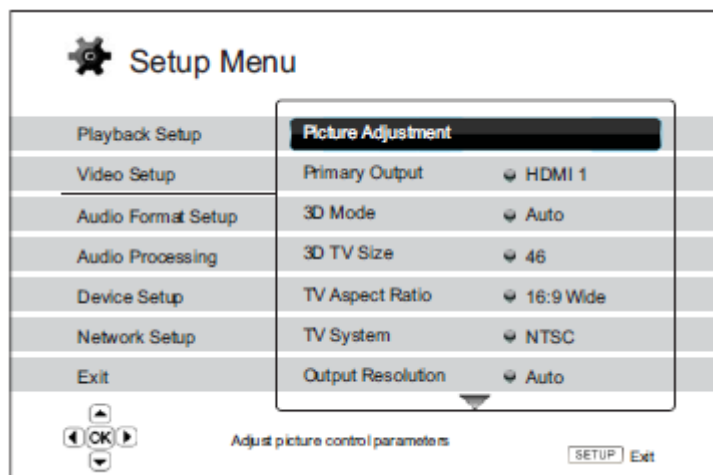 Setup Menu
Playback Setup
Video Setup
Audio Format Setup
Audio Processing
Device Setup
Network Setup
Exit
Picture Adjustment
Primary Output HDMI 1
3D Mode Auto
3D TV Size 46
TV Aspect Ratio 16:9 Wide
TV System NTSC
Output Resolution Auto
OK
Adjust picture control parameters
SETUP Exit